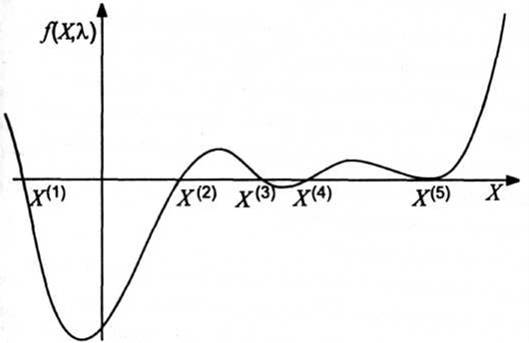 f(X,λ)
X⁽¹⁾ X⁽²⁾ X⁽³⁾ X⁽⁴⁾ X⁽⁵⁾ X